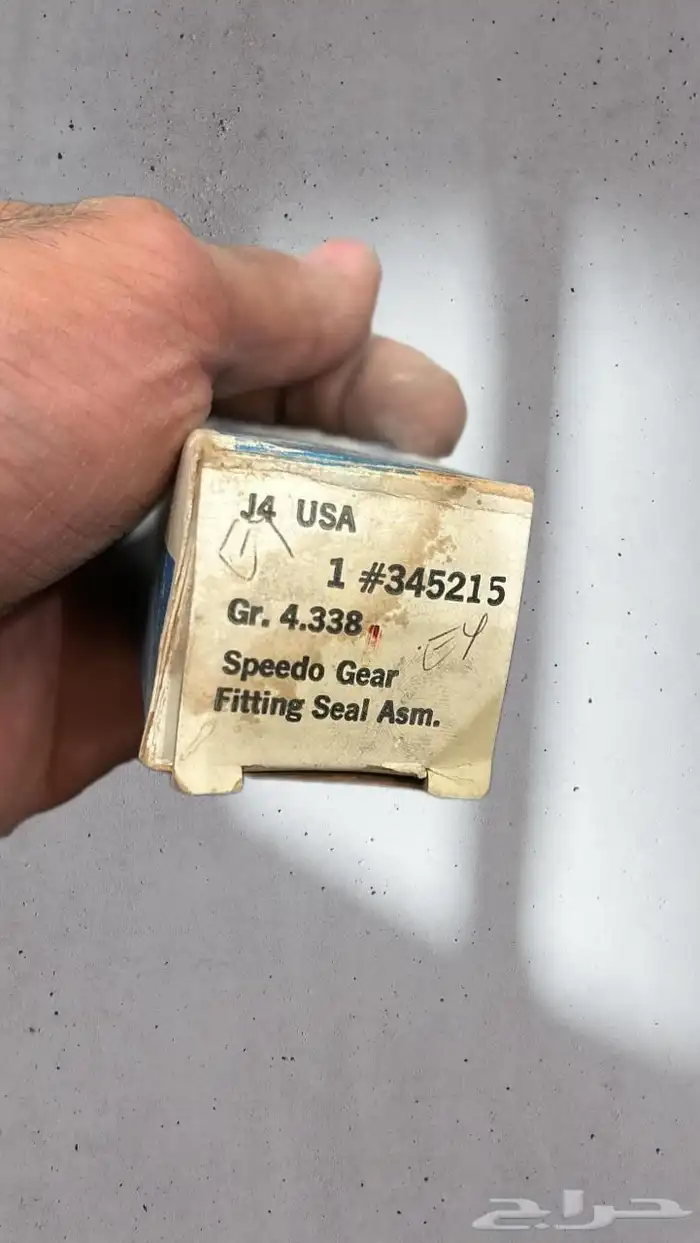 J4 USA
1 #345215
Gr. 4.338
E4
Speedo Gear
Fitting Seal Asm.
حراج